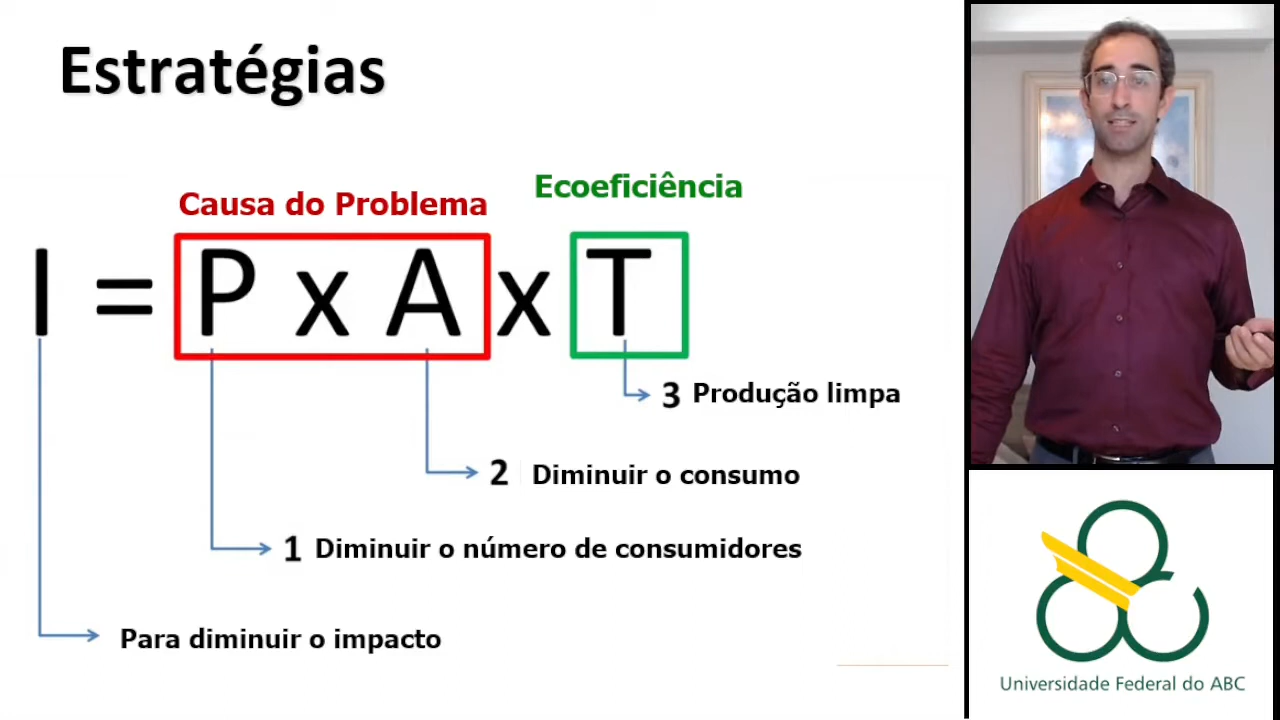 Estratégias
Causa do Problema
Ecoeficiência
I = P x A x T
3 Produção limpa
2 Diminuir o consumo
1 Diminuir o número de consumidores
Para diminuir o impacto
Universidade Federal do ABC